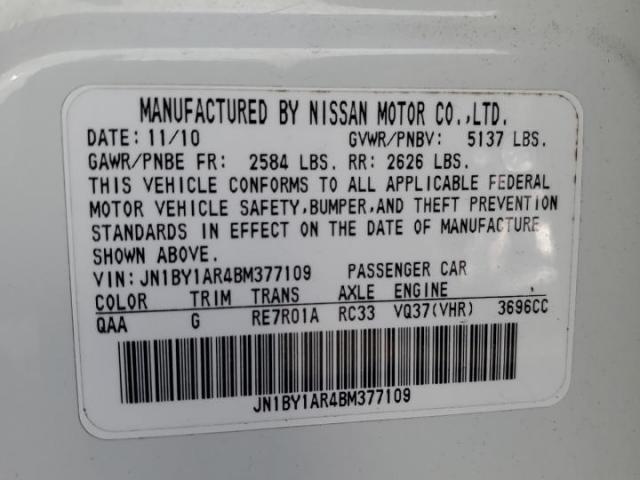 MANUFACTURED BY NISSAN MOTOR CO.,LTD.
DATE: 11/10 GVWR/PNBV: 5137 LBS.
GAWR/PNBE FR: 2584 LBS. RR: 2626 LBS.
THIS VEHICLE CONFORMS TO ALL APPLICABLE FEDERAL
MOTOR VEHICLE SAFETY,BUMPER,AND THEFT PREVENTION
STANDARDS IN EFFECT ON THE DATE OF MANUFACTURE
SHOWN ABOVE.
VIN: JN1BY1AR4BM377109 PASSENGER CAR
COLOR TRIM TRANS AXLE ENGINE
QAA G RE7R01A RC33 VQ37(VHR) 3696CC
JN1BY1AR4BM377109